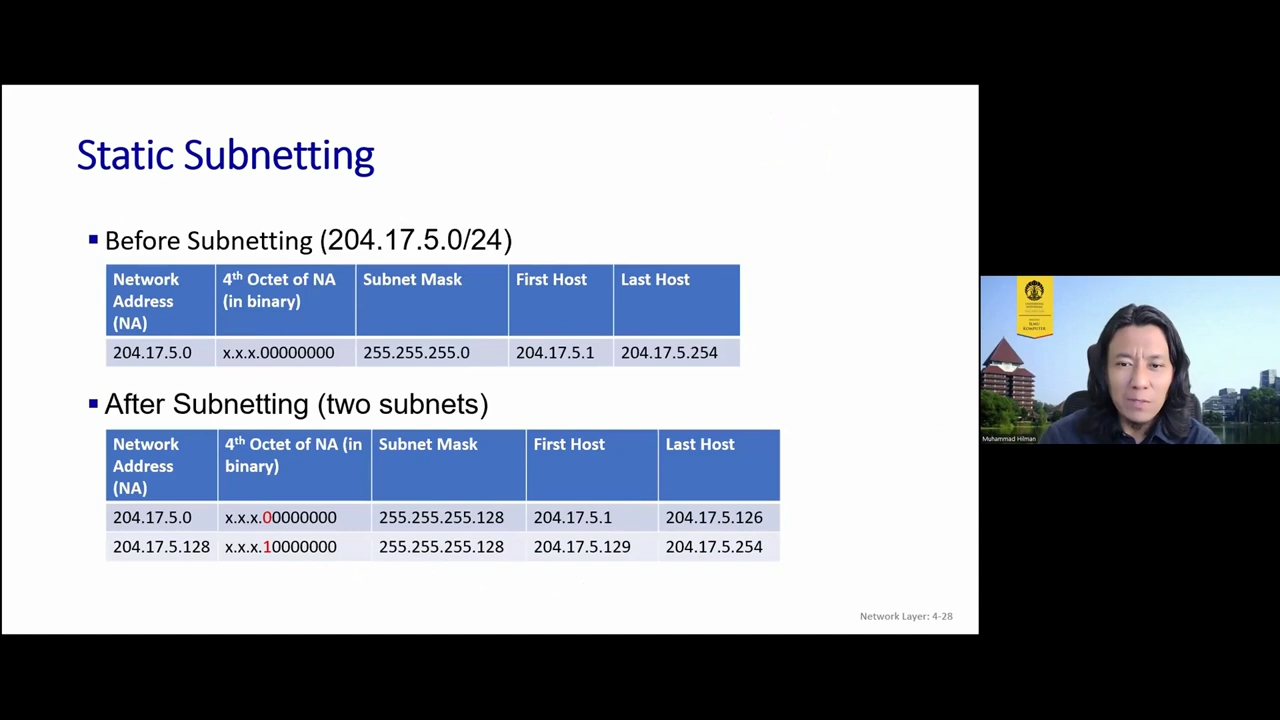 Static Subnetting
▪ Before Subnetting (204.17.5.0/24)
Network Address (NA) 4th Octet of NA (in binary) Subnet Mask First Host Last Host
204.17.5.0 x.x.x.00000000 255.255.255.0 204.17.5.1 204.17.5.254
▪ After Subnetting (two subnets)
Network Address (NA) 4th Octet of NA (in binary) Subnet Mask First Host Last Host
204.17.5.0 x.x.x.00000000 255.255.255.128 204.17.5.1 204.17.5.126
204.17.5.128 x.x.x.10000000 255.255.255.128 204.17.5.129 204.17.5.254
Network Layer: 4-28
ILMU
KOMPUTER
Muhammad Hilman